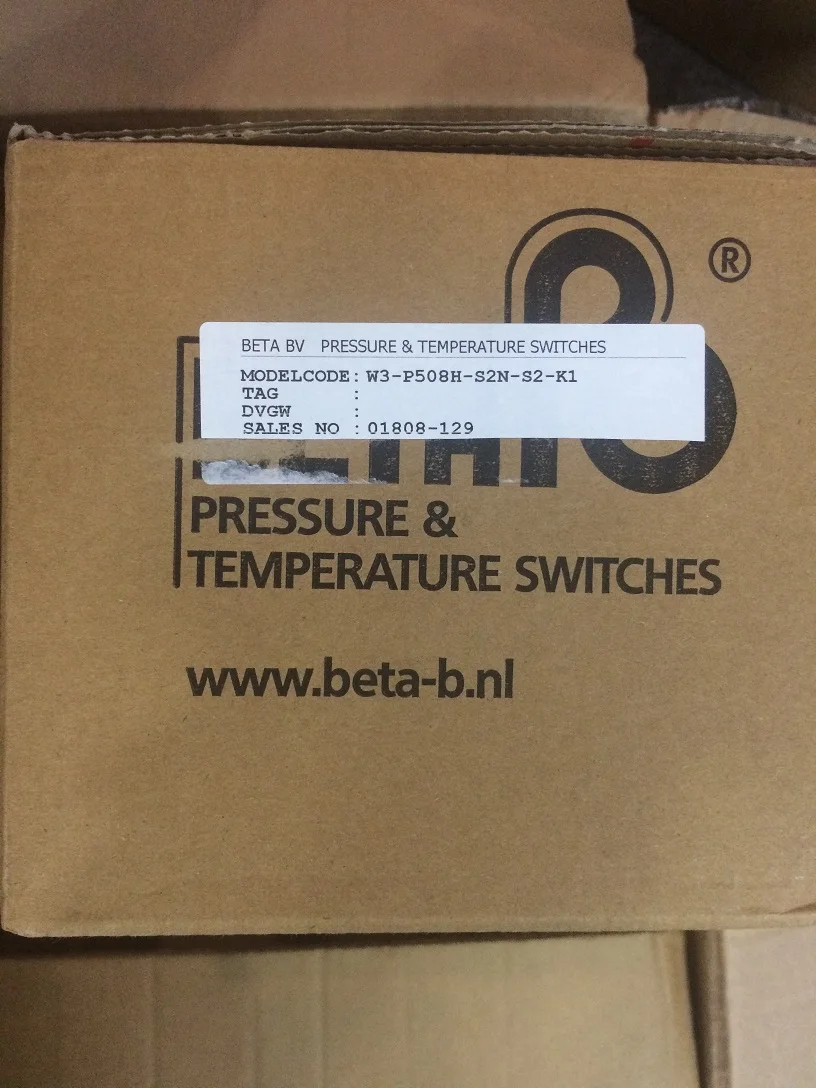 ®
BETA BV PRESSURE & TEMPERATURE SWITCHES
MODELCODE: W3-P508H-S2N-S2-K1
TAG :
DVGW :
SALES NO : 01808-129
PRESSURE &
TEMPERATURE SWITCHES
www.beta-b.nl